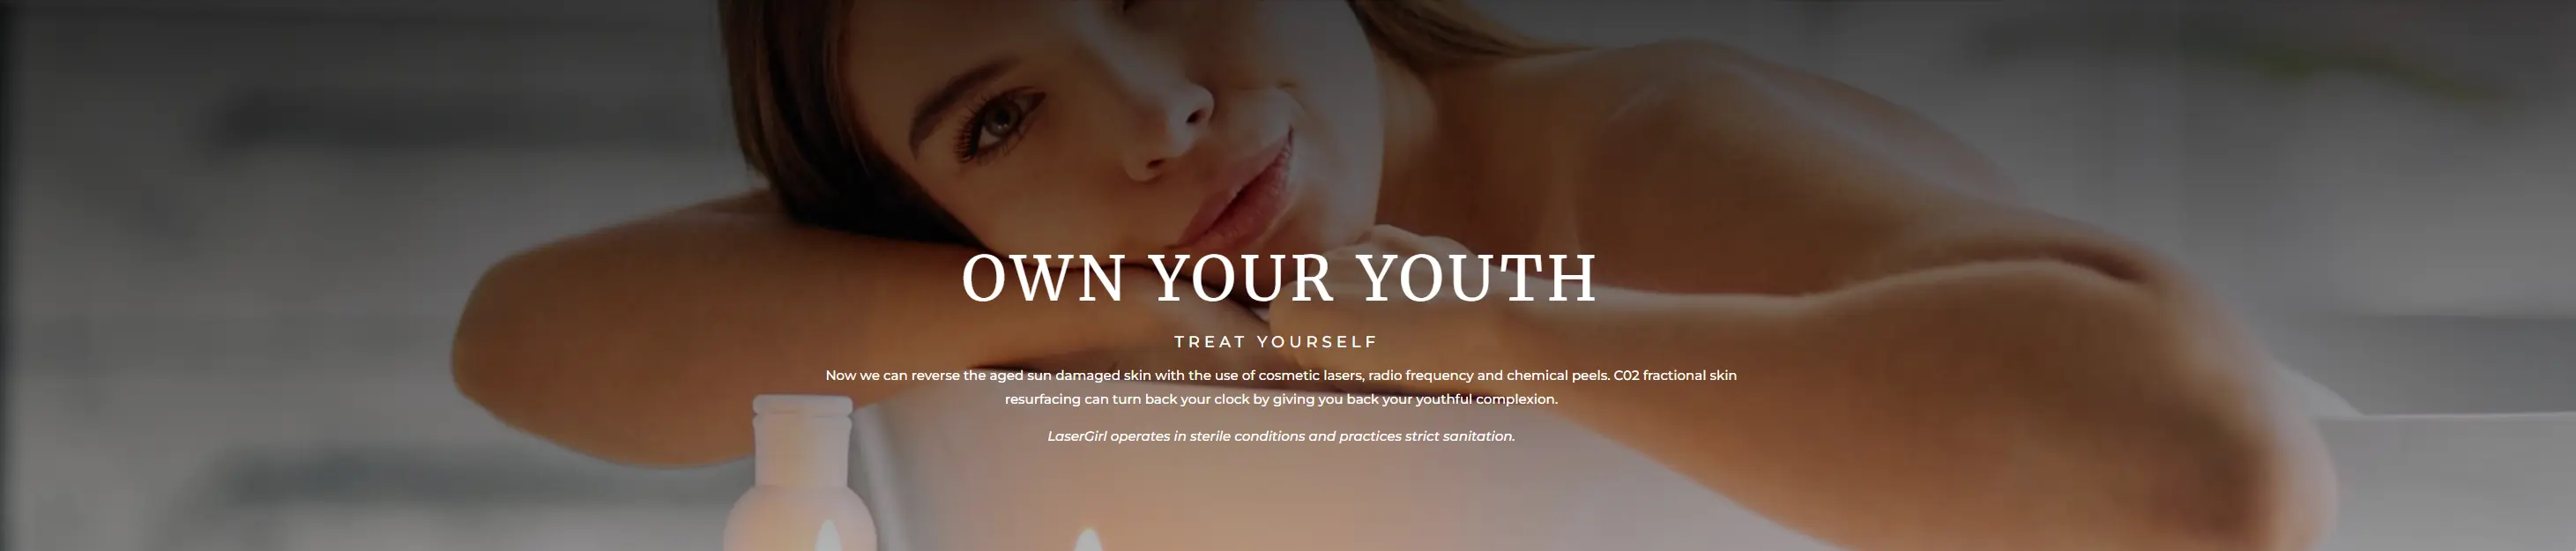 OWN YOUR YOUTH
TREAT YOURSELF
Now we can reverse the aged sun damaged skin with the use of cosmetic lasers, radio frequency and chemical peels. C02 fractional skin
resurfacing can turn back your clock by giving you back your youthful complexion.
LaserGirl operates in sterile conditions and practices strict sanitation.